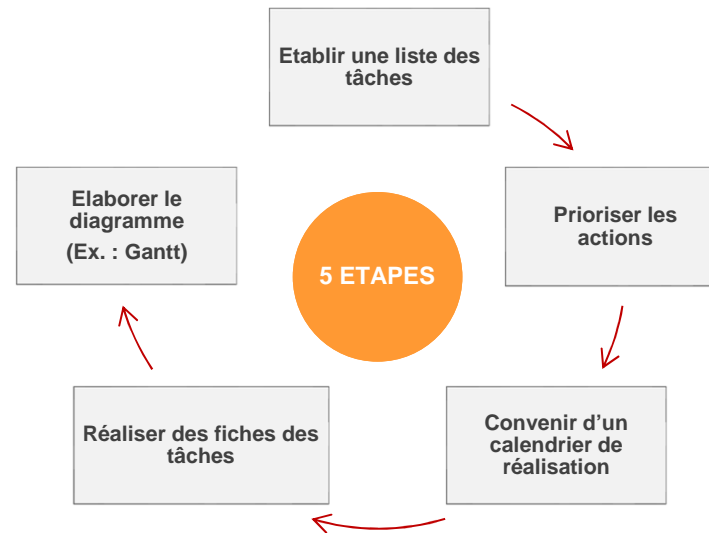 Etablir une liste des
tâches
Prioriser les
actions
Convenir d’un
calendrier de
réalisation
Réaliser des fiches des
tâches
Elaborer le
diagramme
(Ex. : Gantt)
5 ETAPES